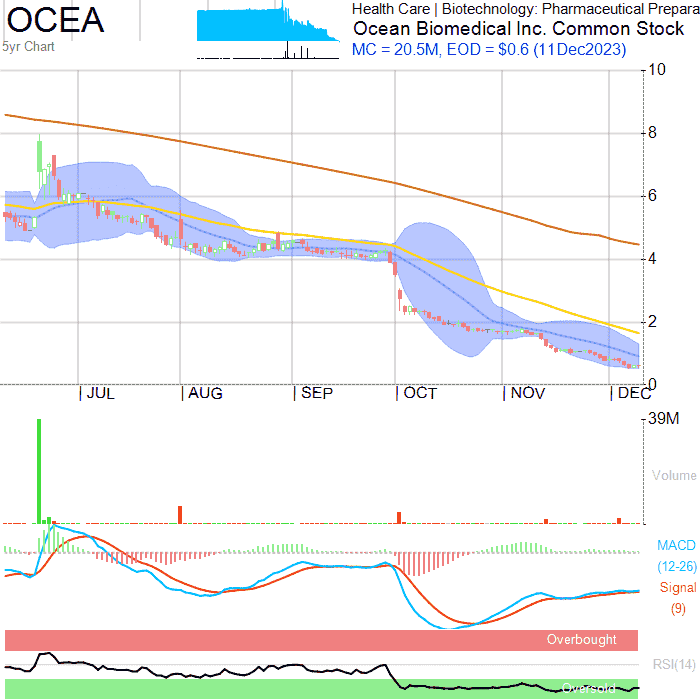 OCEA
5yr Chart
Health Care | Biotechnology: Pharmaceutical Prepara
Ocean Biomedical Inc. Common Stock
MC = 20.5M, EOD = $0.6 (11Dec2023)
10
8
6
4
2
0
JUL
AUG
SEP
OCT
NOV
DEC
39M
Volume
MACD
(12-26)
Signal
(9)
Overbought
RSI(14)
Oversold